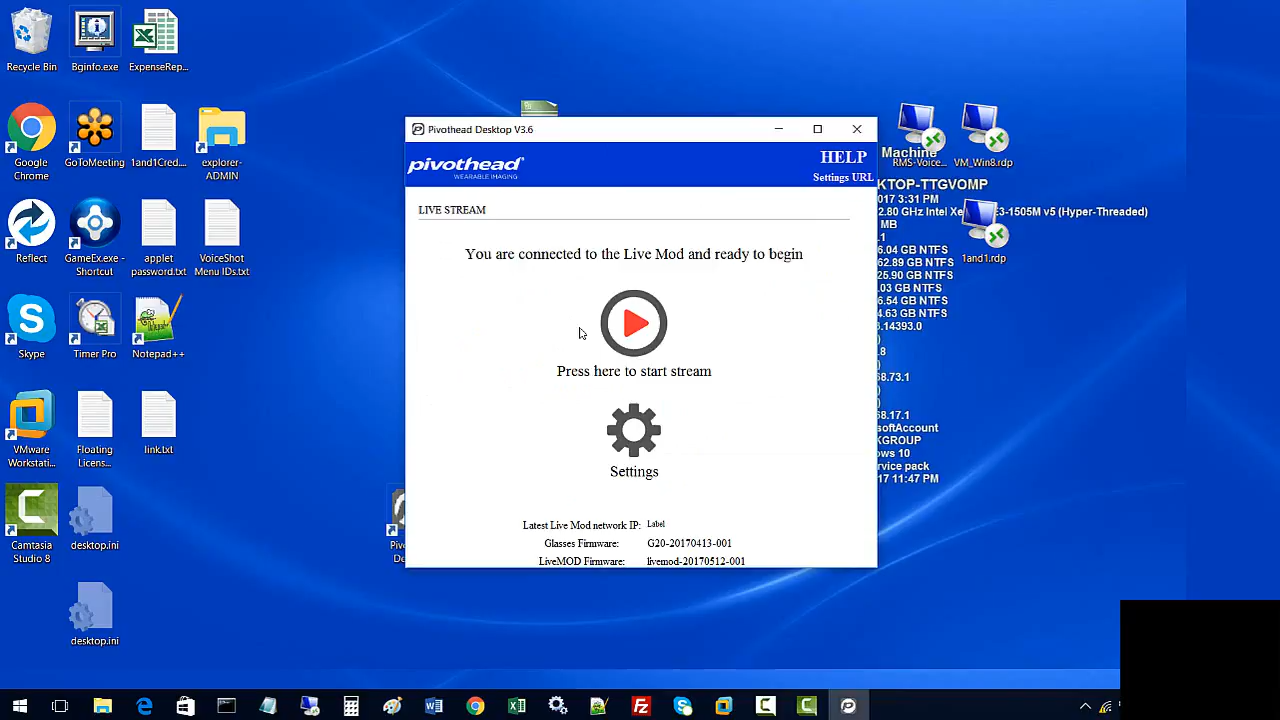 Recycle Bin
Bginfo.exe
ExpenseRep...
Google
Chrome
GoToMeeting
1and1Cred....
explorer-
ADMIN
Reflect
GameEx.exe -
Shortcut
applet
password.txt
VoiceShot
Menu IDs.txt
Skype
Timer Pro
Notepad++
VMware
Workstati...
Floating
Licens...
link.txt
Camtasia
Studio 8
desktop.ini
desktop.ini
Pivothead Desktop V3.6
pivothead
WEARABLE IMAGING
HELP
Settings URL
LIVE STREAM
You are connected to the Live Mod and ready to begin
Press here to start stream
Settings
Latest Live Mod network IP: Label
Glasses Firmware: G20-20170413-001
LiveMOD Firmware: livemod-20170512-001
RMS-Voice...
VM_Win8.rdp
Machine
KTOP-TTGVOMP
2017 3:31 PM
2.80 GHz Intel Xe E3-1505M v5 (Hyper-Threaded)
MB
.1
6.04 GB NTFS
62.89 GB NTFS
25.90 GB NTFS
.03 GB NTFS
6.54 GB NTFS
4.63 GB NTFS
.14393.0
)
.8
)
68.73.1
)
)
68.17.1
softAccount
KGROUP
ows 10
rvice pack
17 11:47 PM
1and1.rdp